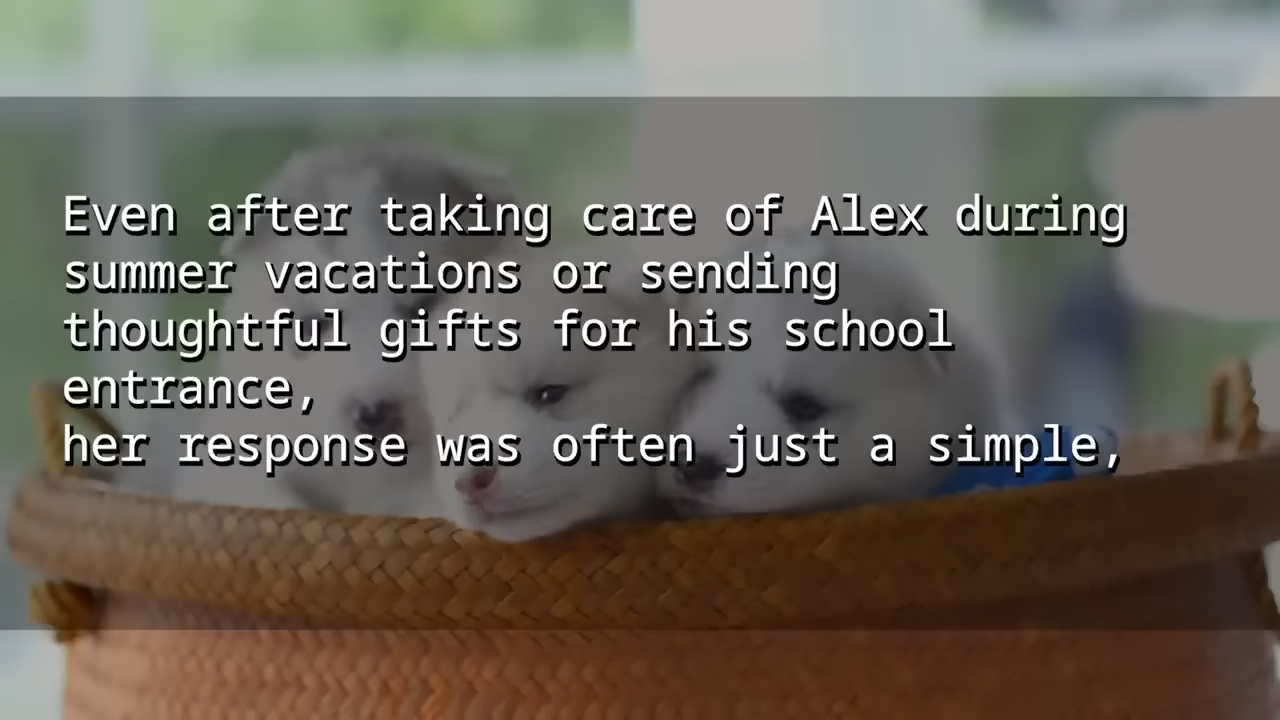 Even after taking care of Alex during
summer vacations or sending
thoughtful gifts for his school
entrance,
her response was often just a simple,